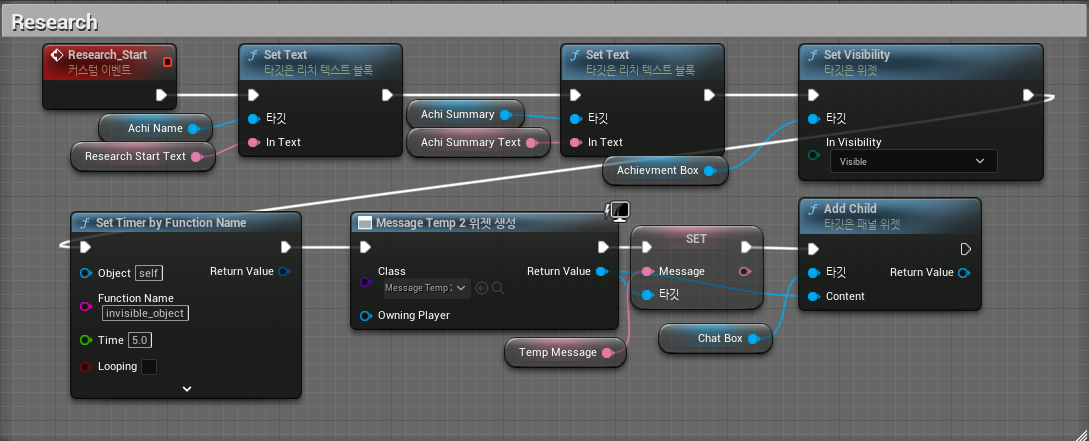 Research
Research_Start
커스텀 이벤트
Set Text
타깃은 리치 텍스트 블록
타깃
In Text
Achi Name
Research Start Text
Set Text
타깃은 리치 텍스트 블록
타깃
In Text
Achi Summary
Achi Summary Text
Set Visibility
타깃은 위젯
타깃
In Visibility
Visible
Achievment Box
Set Timer by Function Name
Object self
Return Value
Function Name
invisible_object
Time 5.0
Looping
Message Temp 2 위젯 생성
Class
Return Value
Message Temp 2
Owning Player
Temp Message
SET
Message
타깃
Chat Box
Add Child
타깃은 패널 위젯
타깃
Return Value
Content